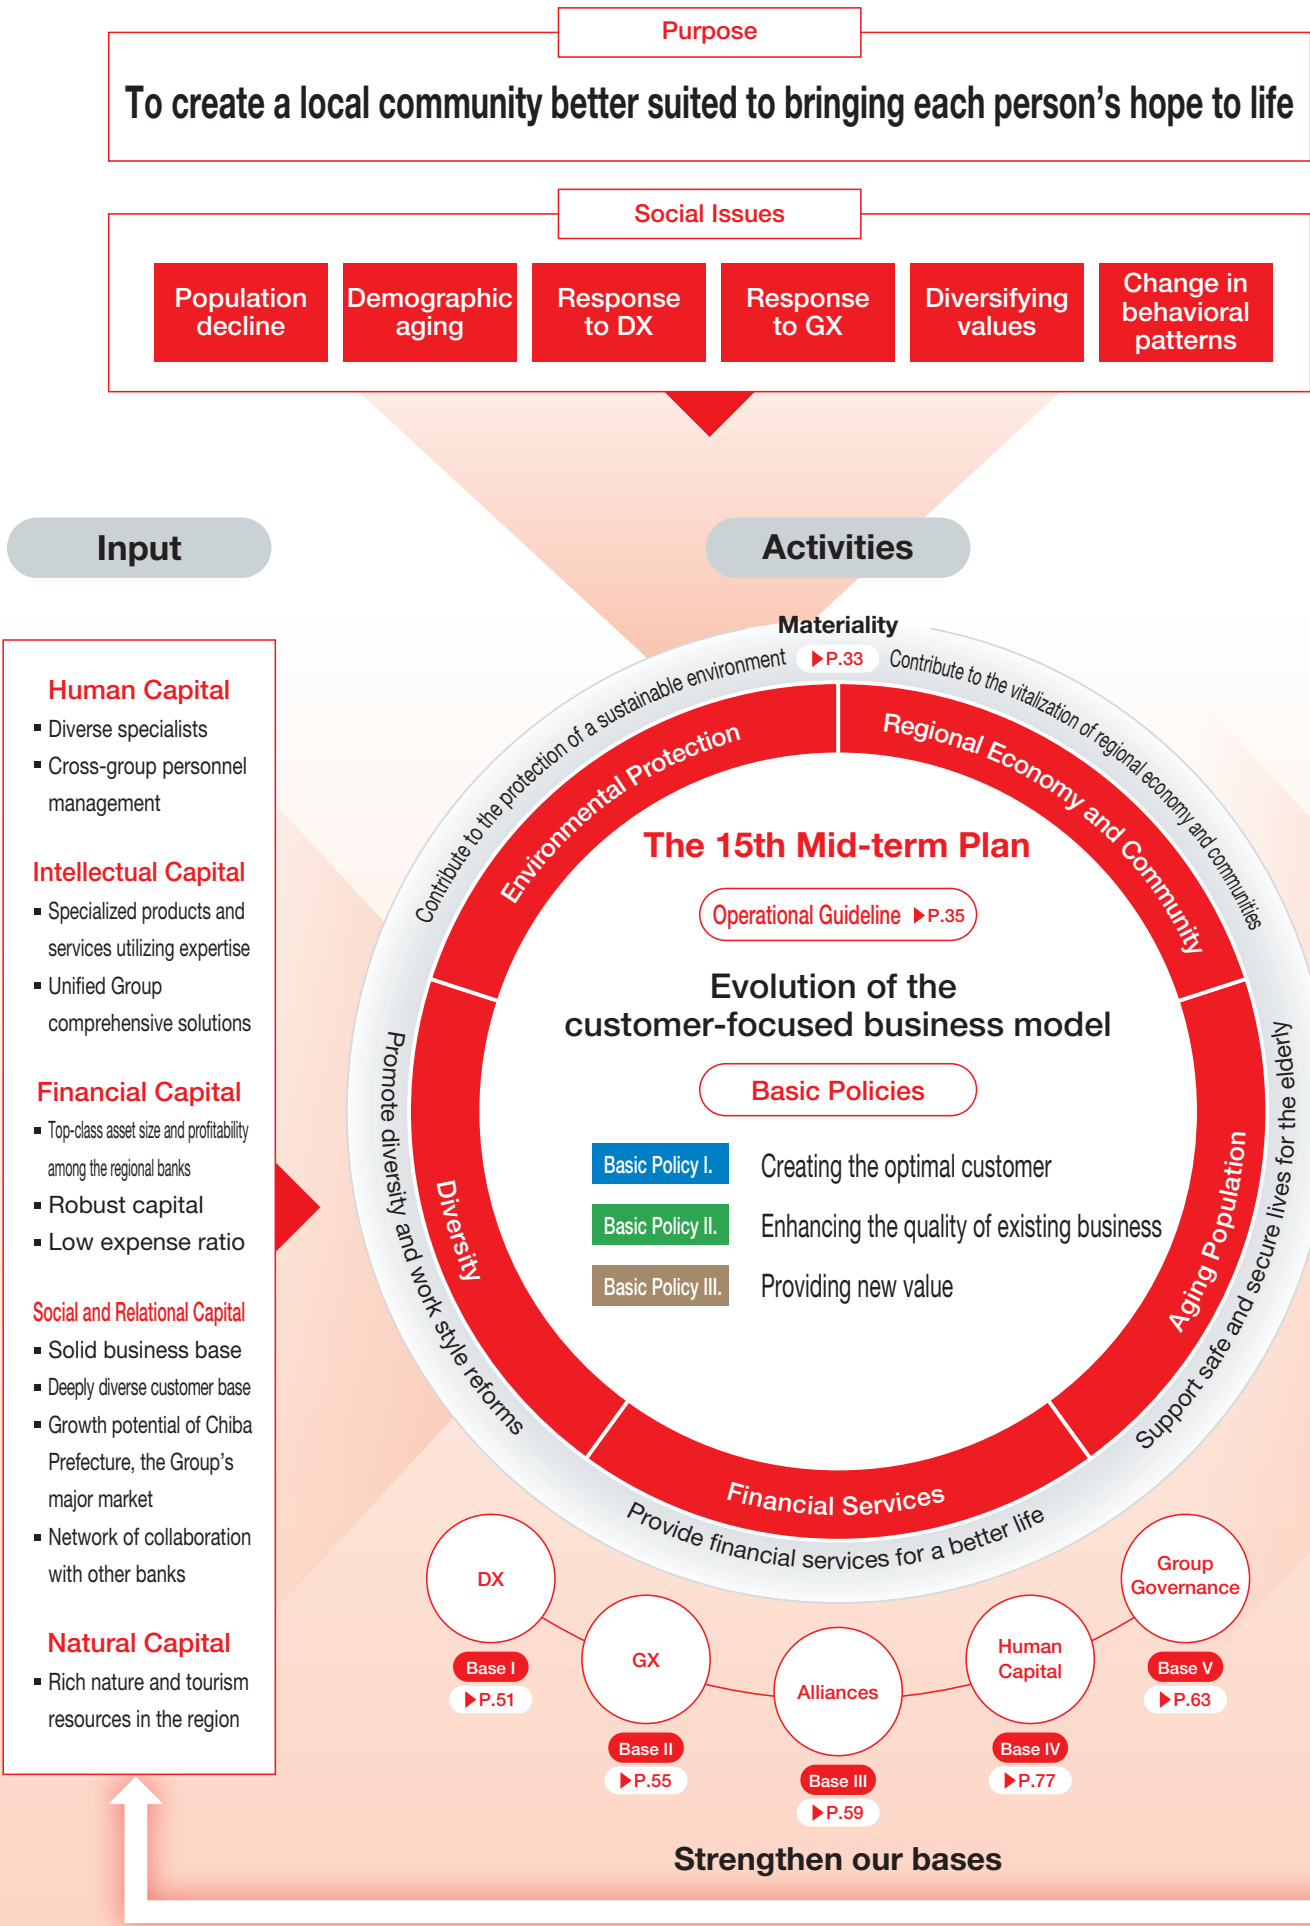 Purpose
To create a local community better suited to bringing each person's hope to life
Social Issues
Population
decline
Demographic
aging
Response
to DX
Response
to GX
Diversifying
values
Change in
behavioral
patterns
Input
Human Capital
▪ Diverse specialists
▪ Cross-group personnel
management
Intellectual Capital
▪ Specialized products and
services utilizing expertise
▪ Unified Group
comprehensive solutions
Financial Capital
▪ Top-class asset size and profitability
among the regional banks
▪ Robust capital
▪ Low expense ratio
Social and Relational Capital
▪ Solid business base
▪ Deeply diverse customer base
▪ Growth potential of Chiba
Prefecture, the Group's
major market
▪ Network of collaboration
with other banks
Natural Capital
▪ Rich nature and tourism
resources in the region
Activities
Materiality
▶P.33
Contribute to the protection of a sustainable environment
Contribute to the vitalization of regional economy and communities
Environmental Protection
Regional Economy and Community
The 15th Mid-term Plan
Operational Guideline ▶P.35
Evolution of the
customer-focused business model
Basic Policies
Basic Policy I. Creating the optimal customer
Basic Policy II. Enhancing the quality of existing business
Basic Policy III. Providing new value
Promote diversity and work style reforms
Diversity
Aging Population
Support safe and secure lives for the elderly
Financial Services
Provide financial services for a better life
DX
Base I
▶P.51
GX
Base II
▶P.55
Alliances
Base III
▶P.59
Human
Capital
Base IV
▶P.77
Group
Governance
Base V
▶P.63
Strengthen our bases